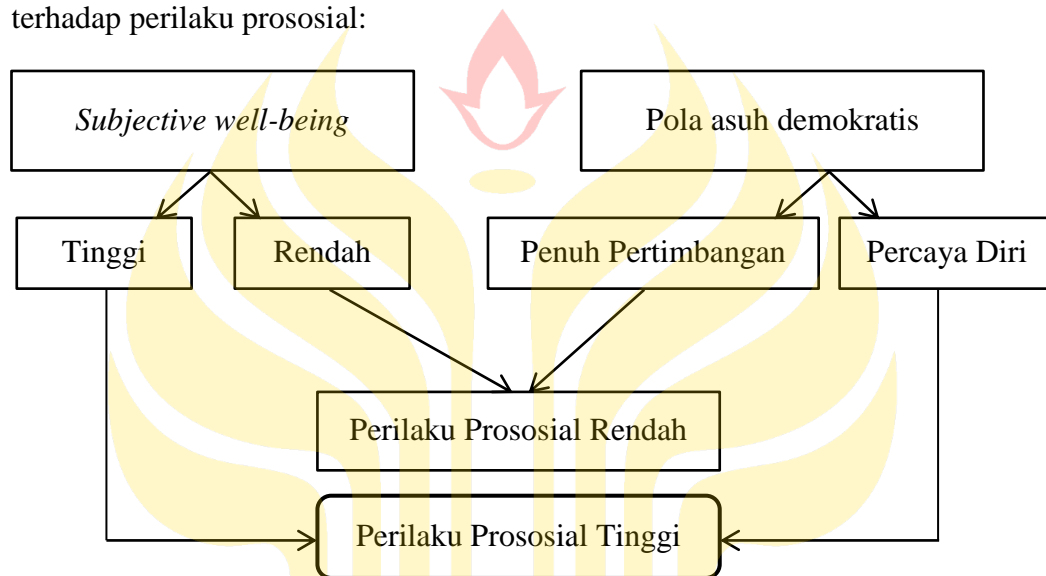 terhadap perilaku prososial:
Subjective well-being
Pola asuh demokratis
Tinggi
Rendah
Penuh Pertimbangan
Percaya Diri
Perilaku Prososial Rendah
Perilaku Prososial Tinggi